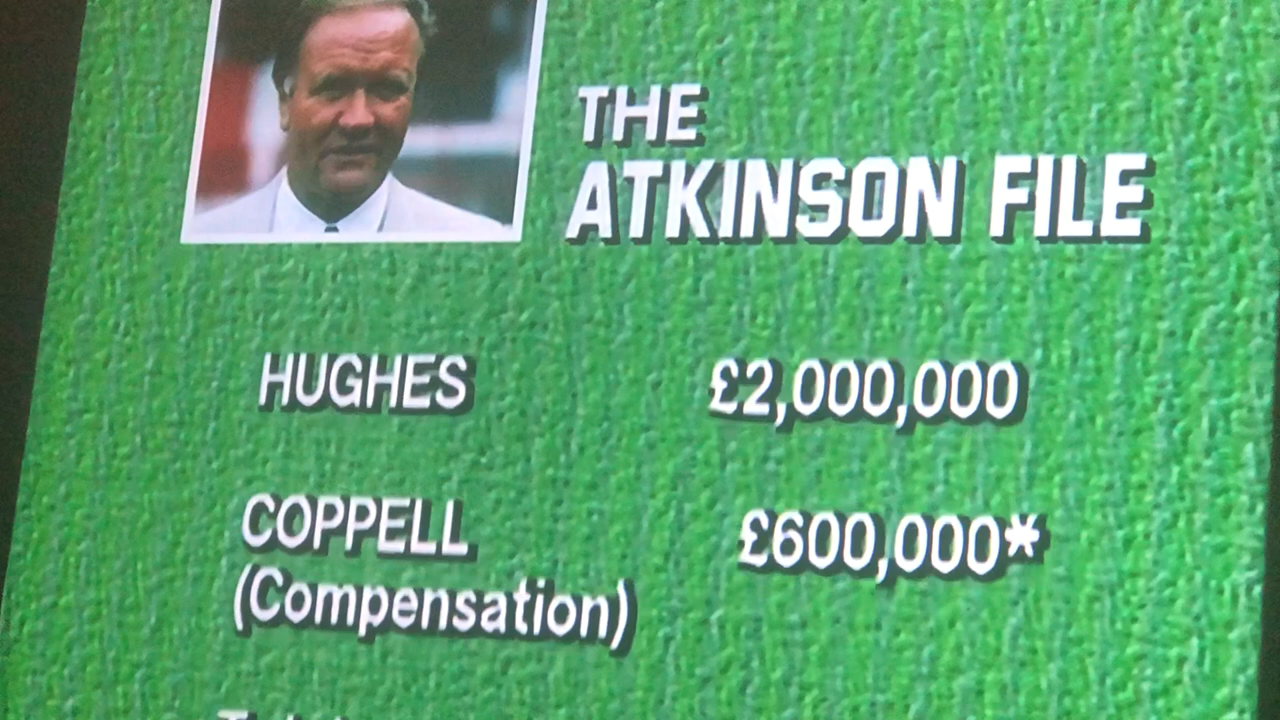 THE
ATKINSON FILE
HUGHES £2,000,000
COPPELL £600,000*
(Compensation)